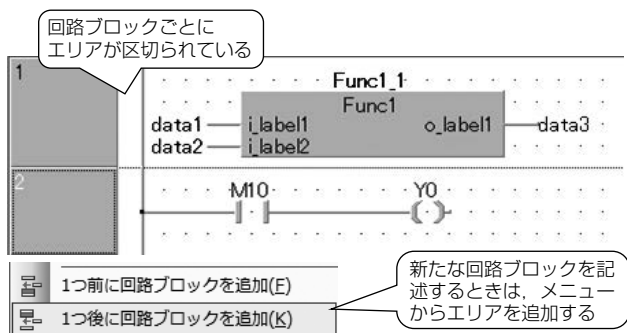 回路ブロックごとに
エリアが区切られている
1
Func1_1
Func1
data1
i_label1
o_label1
data3
data2
i_label2
2
M10
Y0
1つ前に回路ブロックを追加(F)
1つ後に回路ブロックを追加(K)
新たな回路ブロックを記
述するときは，メニュー
からエリアを追加する